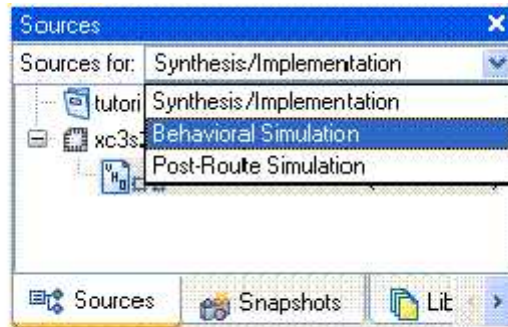 Sources
Sources for: Synthesis/Implementation
tutori Synthesis/Implementation
xc3s Behavioral Simulation
Post-Route Simulation
Sources Snapshots Lib